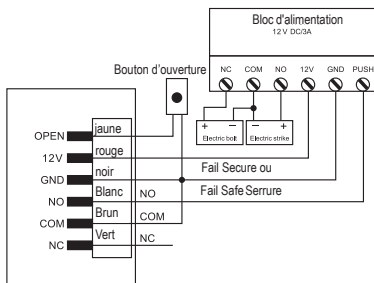 Bloc d'alimentation
12 V DC/3A
NC COM NO 12V GND PUSH
Bouton d'ouverture
+ − − +
Electric bolt Electric strike
OPEN jaune
12V rouge
GND noir
Fail Secure ou
NO Blanc NO
Fail Safe Serrure
COM Brun COM
NC Vert NC